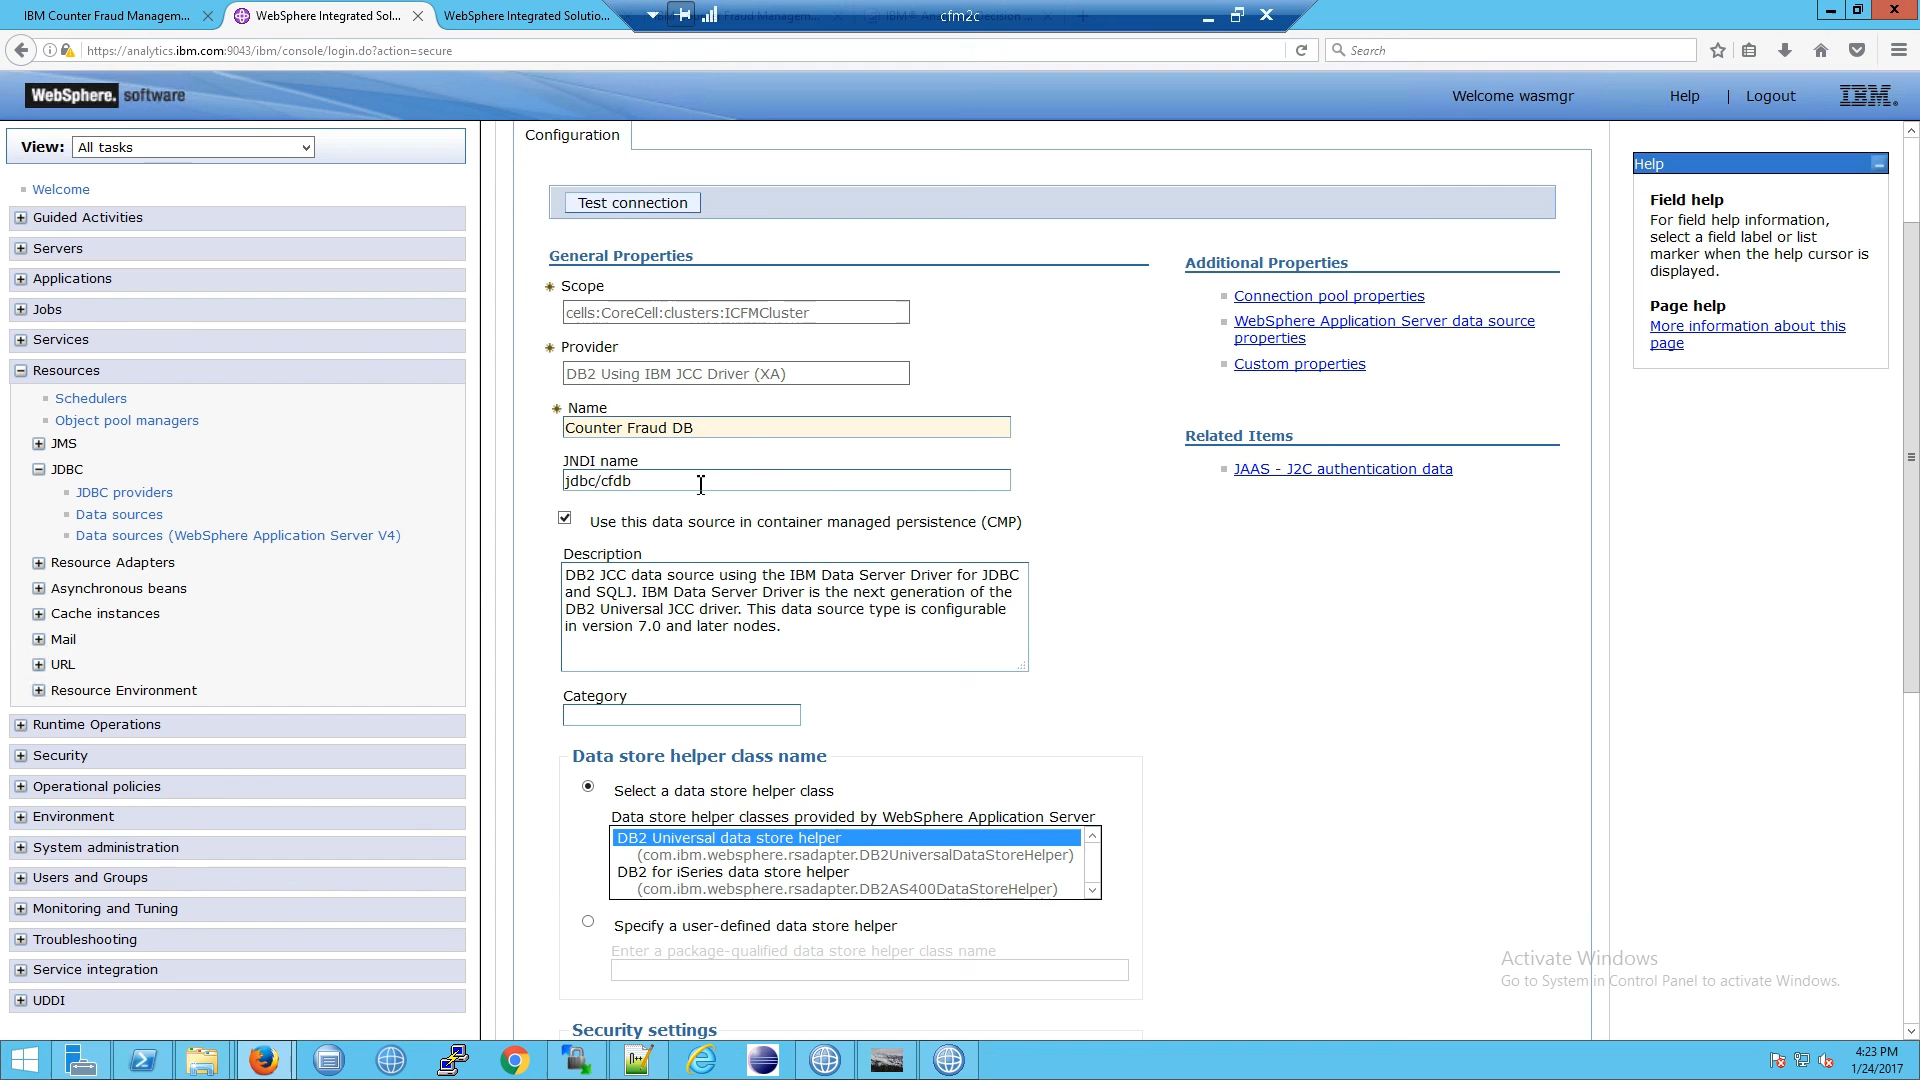 IBM Counter Fraud Managem...
WebSphere Integrated Sol...
WebSphere Integrated Solutio...
cfm2c
https://analytics.ibm.com:9043/ibm/console/login.do?action=secure
Search
WebSphere. software
Welcome wasmgr
Help
|
Logout
IBM.
View:
All tasks
Welcome
Guided Activities
Servers
Applications
Jobs
Services
Resources
Schedulers
Object pool managers
JMS
JDBC
JDBC providers
Data sources
Data sources (WebSphere Application Server V4)
Resource Adapters
Asynchronous beans
Cache instances
Mail
URL
Resource Environment
Runtime Operations
Security
Operational policies
Environment
System administration
Users and Groups
Monitoring and Tuning
Troubleshooting
Service integration
UDDI
Configuration
Test connection
General Properties
Scope
cells:CoreCell:clusters:ICFMCluster
Provider
DB2 Using IBM JCC Driver (XA)
Name
Counter Fraud DB
JNDI name
jdbc/cfdb
Use this data source in container managed persistence (CMP)
Description
DB2 JCC data source using the IBM Data Server Driver for JDBC
and SQLJ. IBM Data Server Driver is the next generation of the
DB2 Universal JCC driver. This data source type is configurable
in version 7.0 and later nodes.
Category
Data store helper class name
Select a data store helper class
Data store helper classes provided by WebSphere Application Server
DB2 Universal data store helper
(com.ibm.websphere.rsadapter.DB2UniversalDataStoreHelper)
DB2 for iSeries data store helper
(com.ibm.websphere.rsadapter.DB2AS400DataStoreHelper)
Specify a user-defined data store helper
Enter a package-qualified data store helper class name
Security settings
Additional Properties
Connection pool properties
WebSphere Application Server data source
properties
Custom properties
Related Items
JAAS - J2C authentication data
Help
Field help
For field help information,
select a field label or list
marker when the help cursor is
displayed.
Page help
More information about this
page
Activate Windows
Go to System in Control Panel to activate Windows.
4:23 PM
1/24/2017